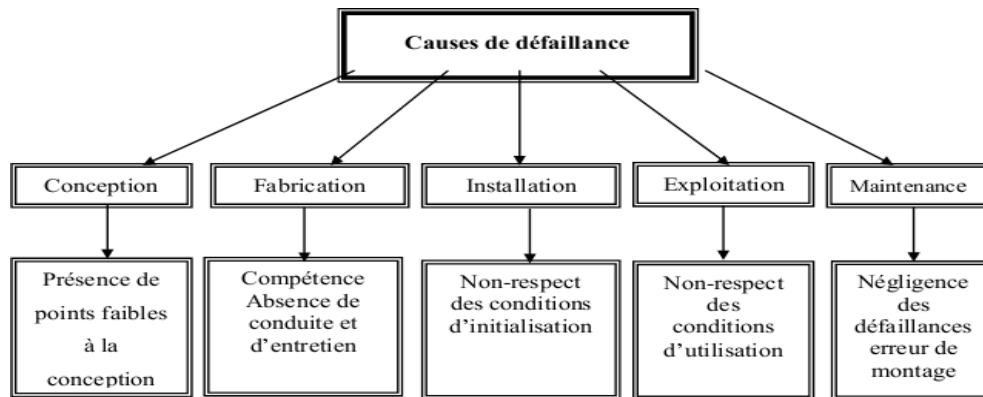 Causes de défaillance
Conception
Fabrication
Installation
Exploitation
Maintenance
Présence de
points faibles
à la
conception
Compétence
Absence de
conduite et
d'entretien
Non-respect
des conditions
d'initialisation
Non-respect
des
conditions
d'utilisation
Négligence
des
défaillances
erreur de
montage